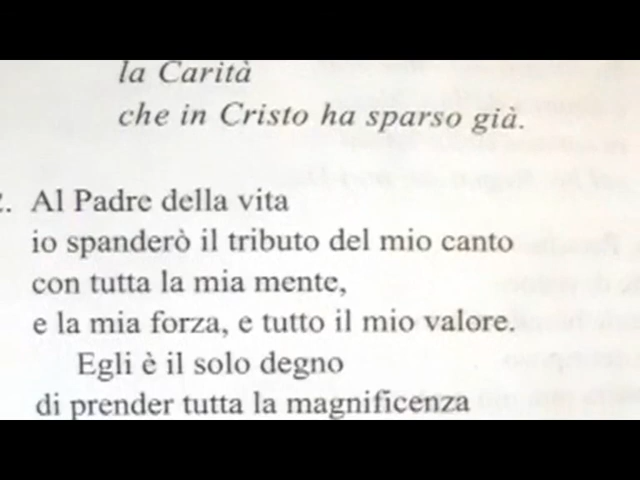 la Carità
che in Cristo ha sparso già.
2. Al Padre della vita
io spanderò il tributo del mio canto
con tutta la mia mente,
e la mia forza, e tutto il mio valore.
Egli è il solo degno
di prender tutta la magnificenza